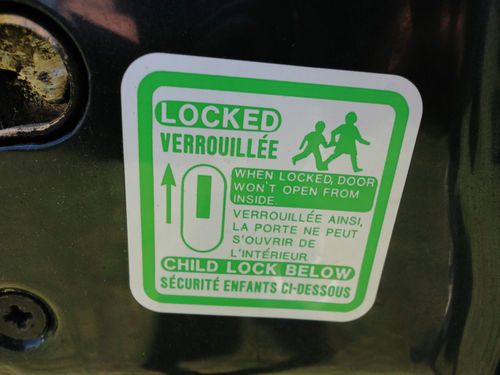 LOCKED
VERROUILLÉE
WHEN LOCKED, DOOR
WON'T OPEN FROM
INSIDE.
VERROUILLÉE AINSI,
LA PORTE NE PEUT
S'OUVRIR DE
L'INTÉRIEUR
CHILD LOCK BELOW
SÉCURITÉ ENFANTS CI-DESSOUS